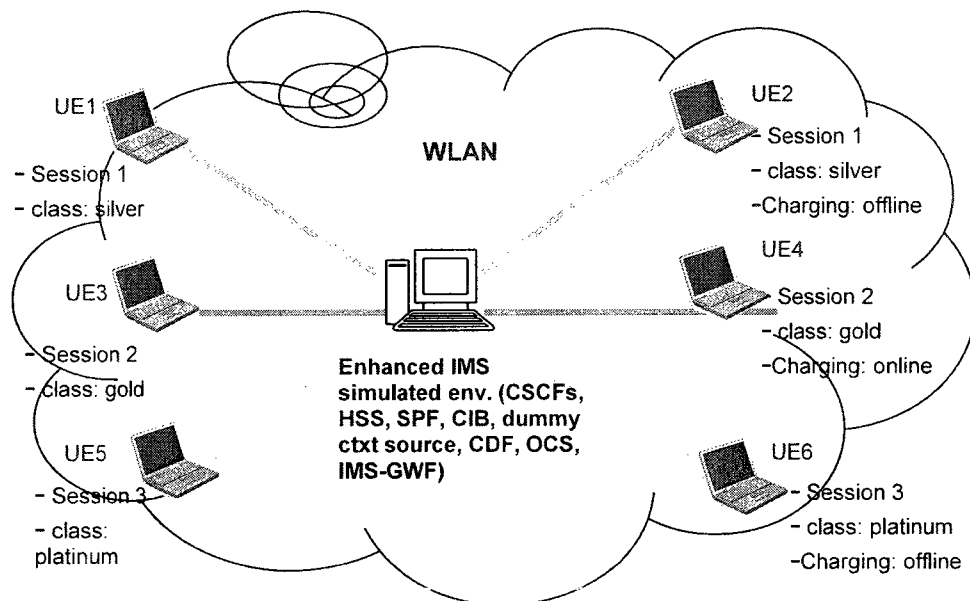 UE1
- Session 1
- class: silver
WLAN
UE2
- Session 1
- class: silver
-Charging: offline
UE3
- Session 2
- class: gold
UE4
- Session 2
- class: gold
-Charging: online
Enhanced IMS
simulated env. (CSCFs,
HSS, SPF, CIB, dummy
ctxt source, CDF, OCS,
IMS-GWF)
UE5
- Session 3
- class:
platinum
UE6
- Session 3
- class: platinum
-Charging: offline